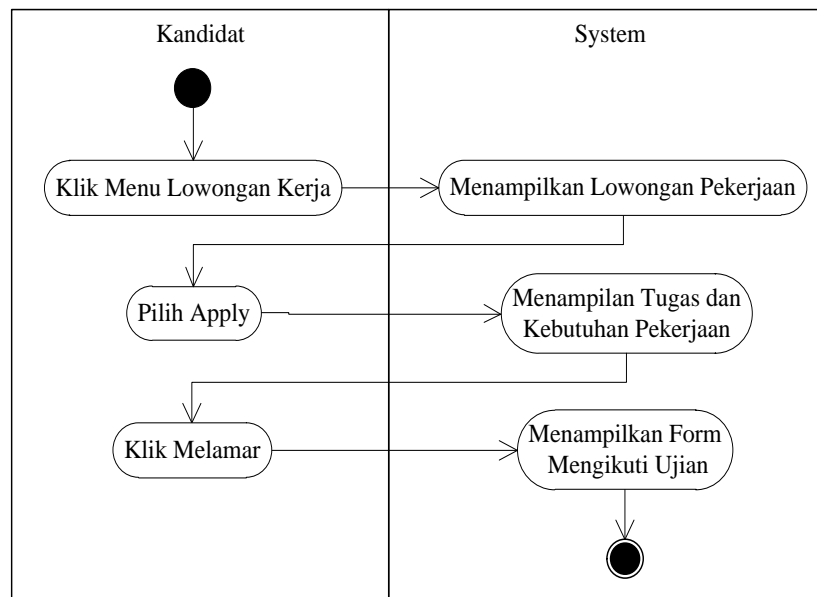 Kandidat
System
Klik Menu Lowongan Kerja
Menampilkan Lowongan Pekerjaan
Pilih Apply
Menampilan Tugas dan
Kebutuhan Pekerjaan
Klik Melamar
Menampilkan Form
Mengikuti Ujian